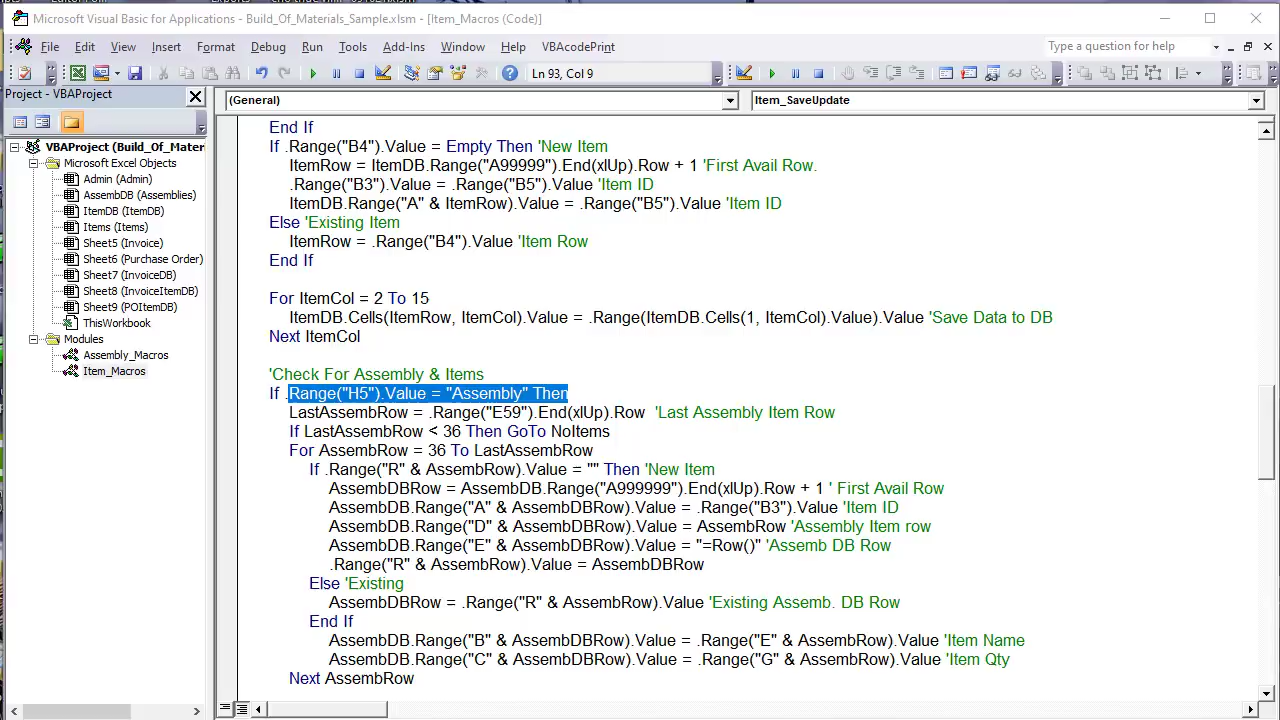 Microsoft Visual Basic for Applications - Build_Of_Materials_Sample.xlsm - [Item_Macros (Code)]
File Edit View Insert Format Debug Run Tools Add-Ins Window Help VBAcodePrint Type a question for help
Ln 93, Col 9
Project - VBAProject
(General) Item_SaveUpdate
VBAProject (Build_Of_Mater
Microsoft Excel Objects
Admin (Admin)
AssembDB (Assemblies)
ItemDB (ItemDB)
Items (Items)
Sheet5 (Invoice)
Sheet6 (Purchase Order)
Sheet7 (InvoiceDB)
Sheet8 (InvoiceItemDB)
Sheet9 (POItemDB)
ThisWorkbook
Modules
Assembly_Macros
Item_Macros
End If
If .Range("B4").Value = Empty Then 'New Item
ItemRow = ItemDB.Range("A99999").End(xlUp).Row + 1 'First Avail Row.
.Range("B3").Value = .Range("B5").Value 'Item ID
ItemDB.Range("A" & ItemRow).Value = .Range("B5").Value 'Item ID
Else 'Existing Item
ItemRow = .Range("B4").Value 'Item Row
End If
For ItemCol = 2 To 15
ItemDB.Cells(ItemRow, ItemCol).Value = .Range(ItemDB.Cells(1, ItemCol).Value).Value 'Save Data to DB
Next ItemCol
'Check For Assembly & Items
If .Range("H5").Value = "Assembly" Then
LastAssembRow = .Range("E59").End(xlUp).Row 'Last Assembly Item Row
If LastAssembRow < 36 Then GoTo NoItems
For AssembRow = 36 To LastAssembRow
If .Range("R" & AssembRow).Value = "" Then 'New Item
AssembDBRow = AssembDB.Range("A999999").End(xlUp).Row + 1 ' First Avail Row
AssembDB.Range("A" & AssembDBRow).Value = .Range("B3").Value 'Item ID
AssembDB.Range("D" & AssembDBRow).Value = AssembRow 'Assembly Item row
AssembDB.Range("E" & AssembDBRow).Value = "=Row()" 'Assemb DB Row
.Range("R" & AssembRow).Value = AssembDBRow
Else 'Existing
AssembDBRow = .Range("R" & AssembRow).Value 'Existing Assemb. DB Row
End If
AssembDB.Range("B" & AssembDBRow).Value = .Range("E" & AssembRow).Value 'Item Name
AssembDB.Range("C" & AssembDBRow).Value = .Range("G" & AssembRow).Value 'Item Qty
Next AssembRow